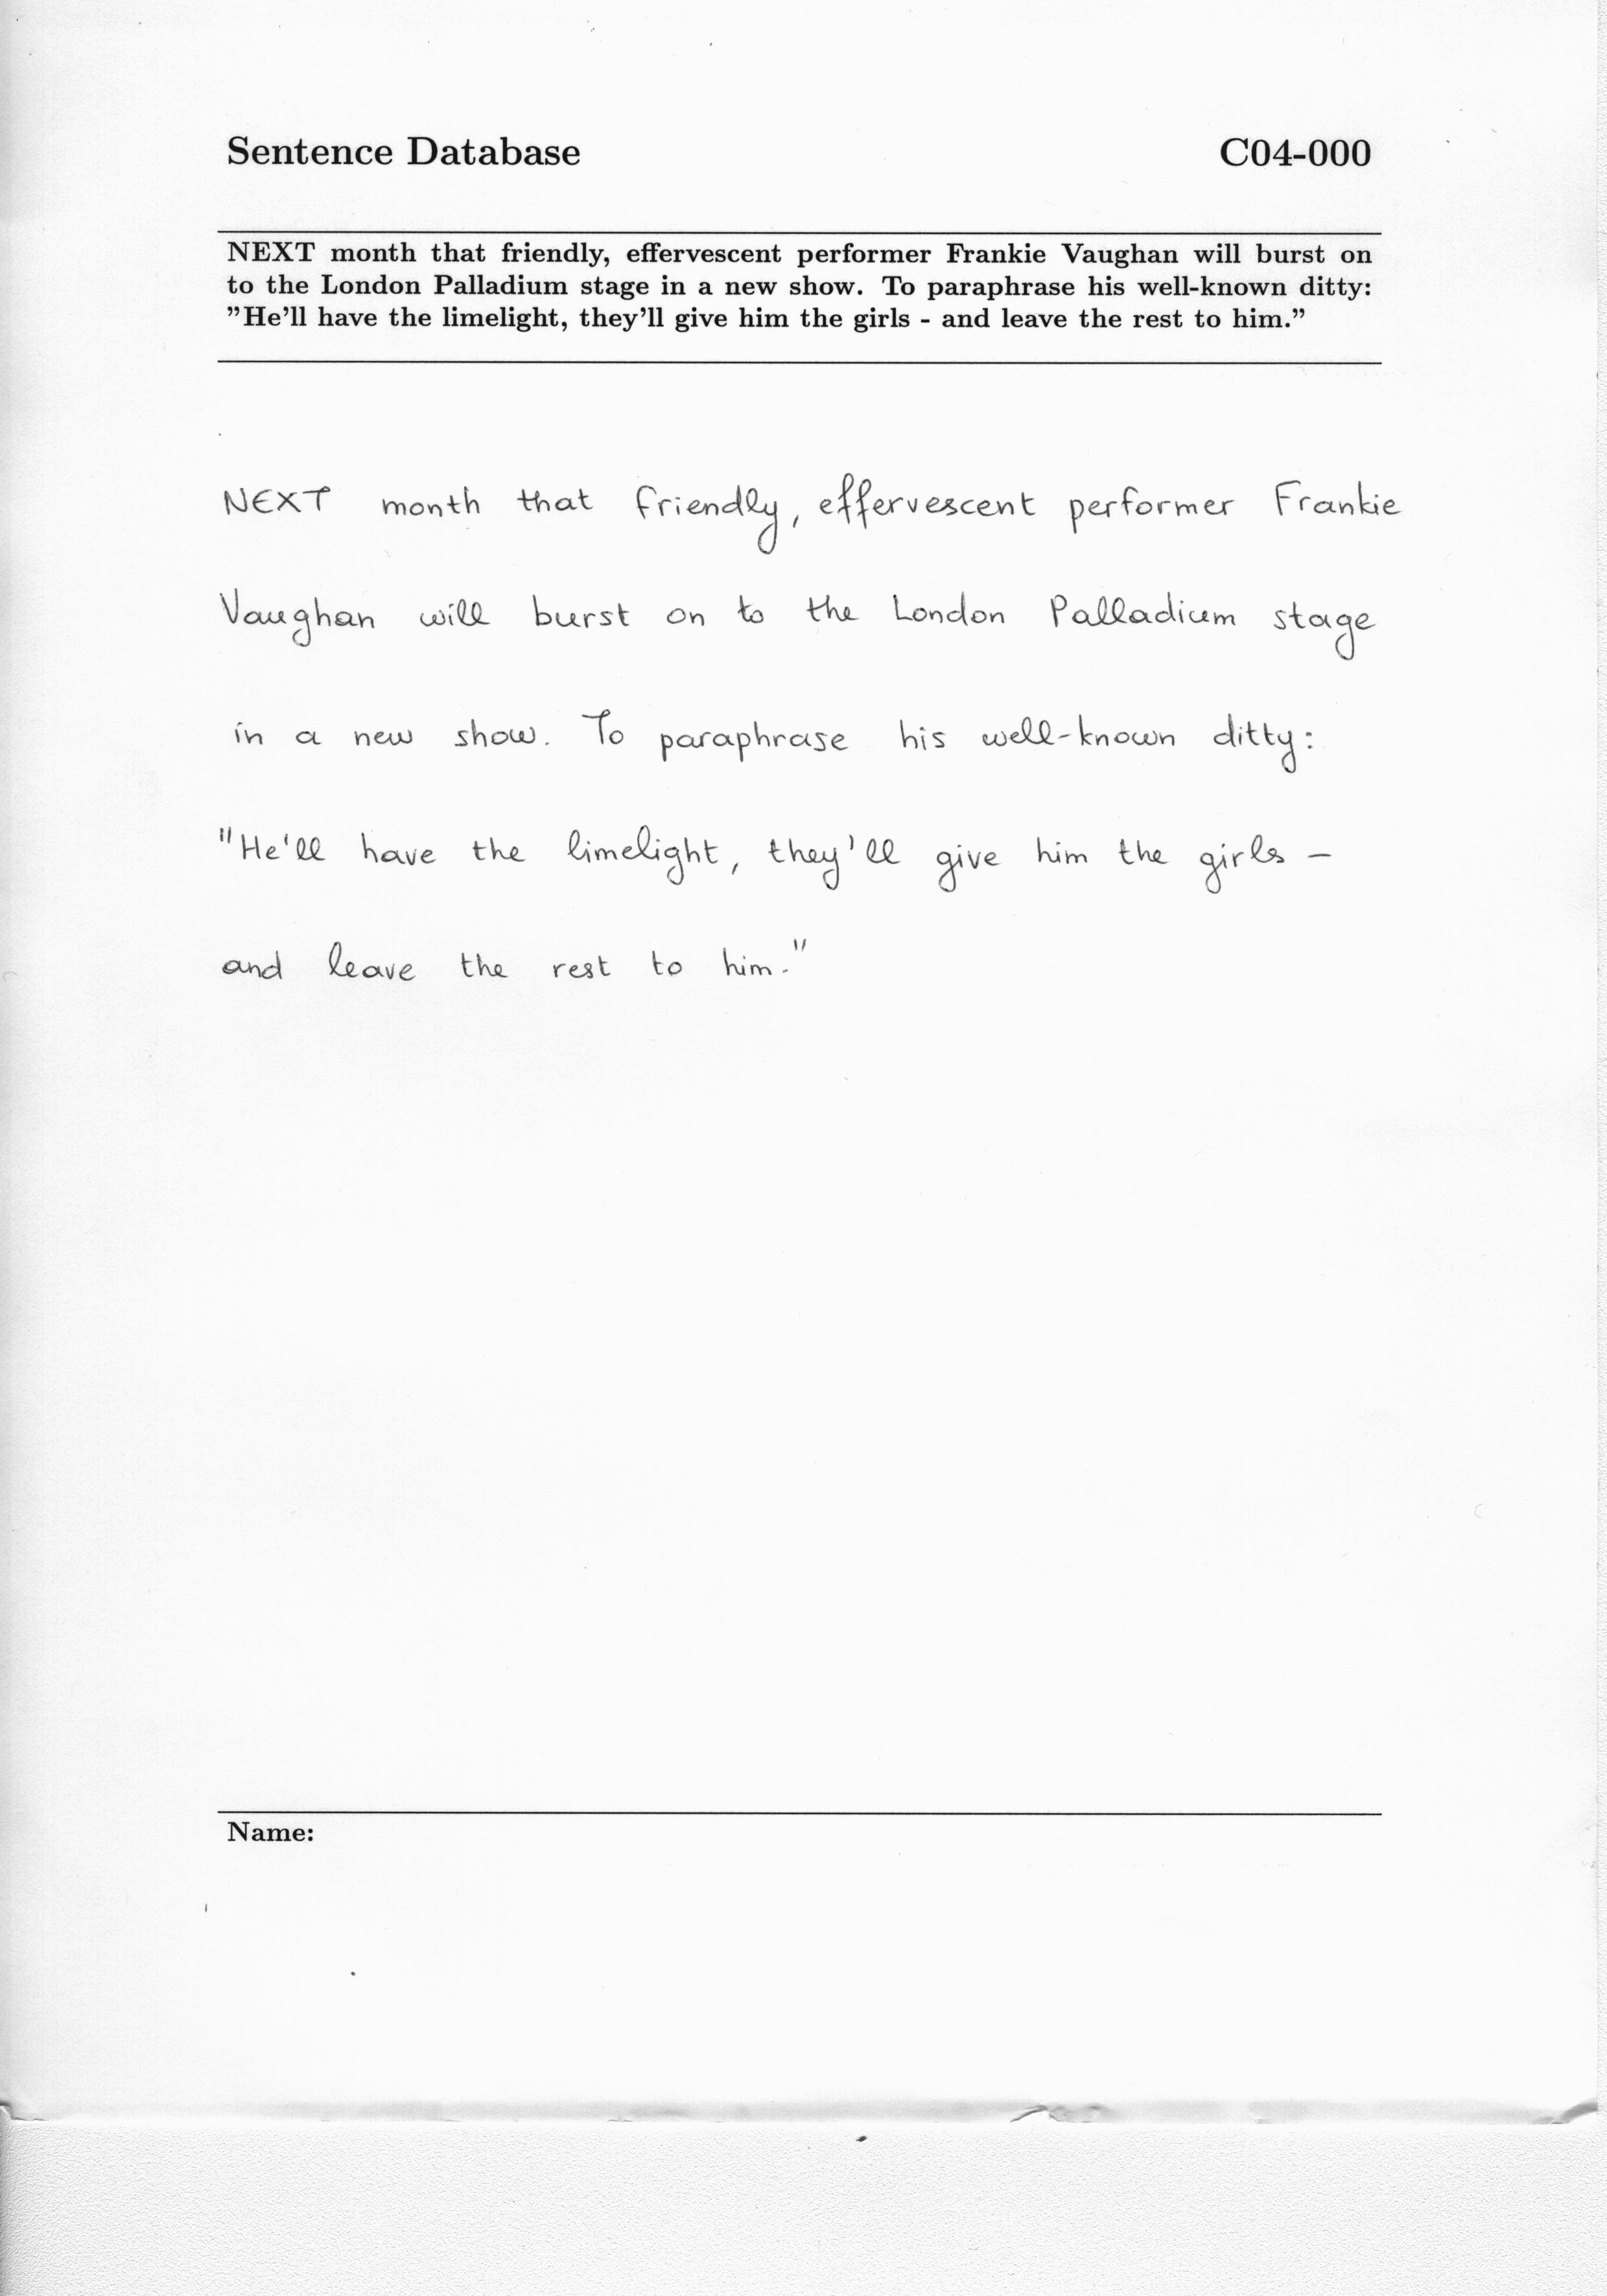 Sentence Database C04-000
NEXT month that friendly, effervescent performer Frankie Vaughan will burst on
to the London Palladium stage in a new show. To paraphrase his well-known ditty:
”He’ll have the limelight, they’ll give him the girls - and leave the rest to him.”
NEXT month that friendly, effervescent performer Frankie
Vaughan will burst on to the London Palladium stage
in a new show. To paraphrase his well-known ditty:
"He'll have the limelight, they'll give him the girls –
and leave the rest to him."
Name: